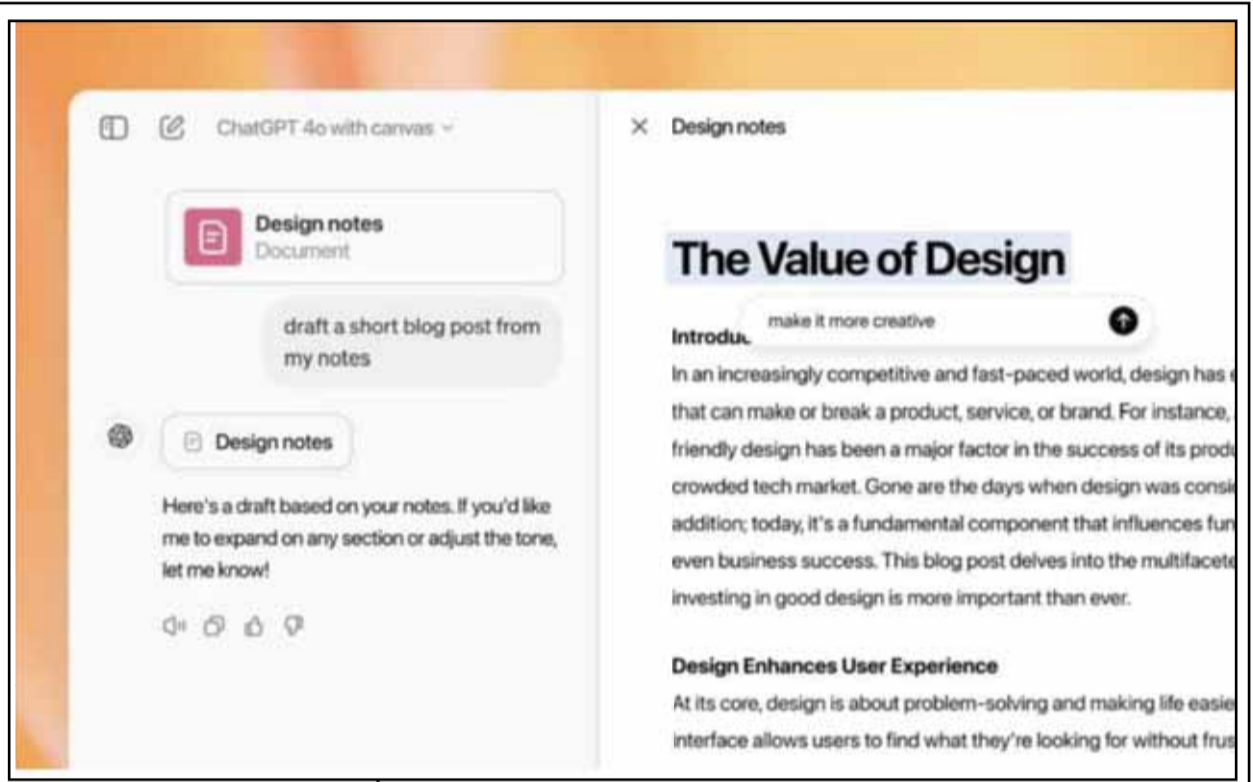 ChatGPT 4o with canvas
Design notes
Document
draft a short blog post from
my notes
Design notes
Here's a draft based on your notes. If you'd like
me to expand on any section or adjust the tone,
let me know!
Design notes
The Value of Design
make it more creative
In an increasingly competitive and fast-paced world, design has
that can make or break a product, service, or brand. For instance,
friendly design has been a major factor in the success of its
crowded tech market. Gone are the days when design was
addition; today, it's a fundamental component that influences
even business success. This blog post delves into the
investing in good design is more important than ever.
Design Enhances User Experience
At its core, design is about problem-solving and making life
interface allows users to find what they're looking for without